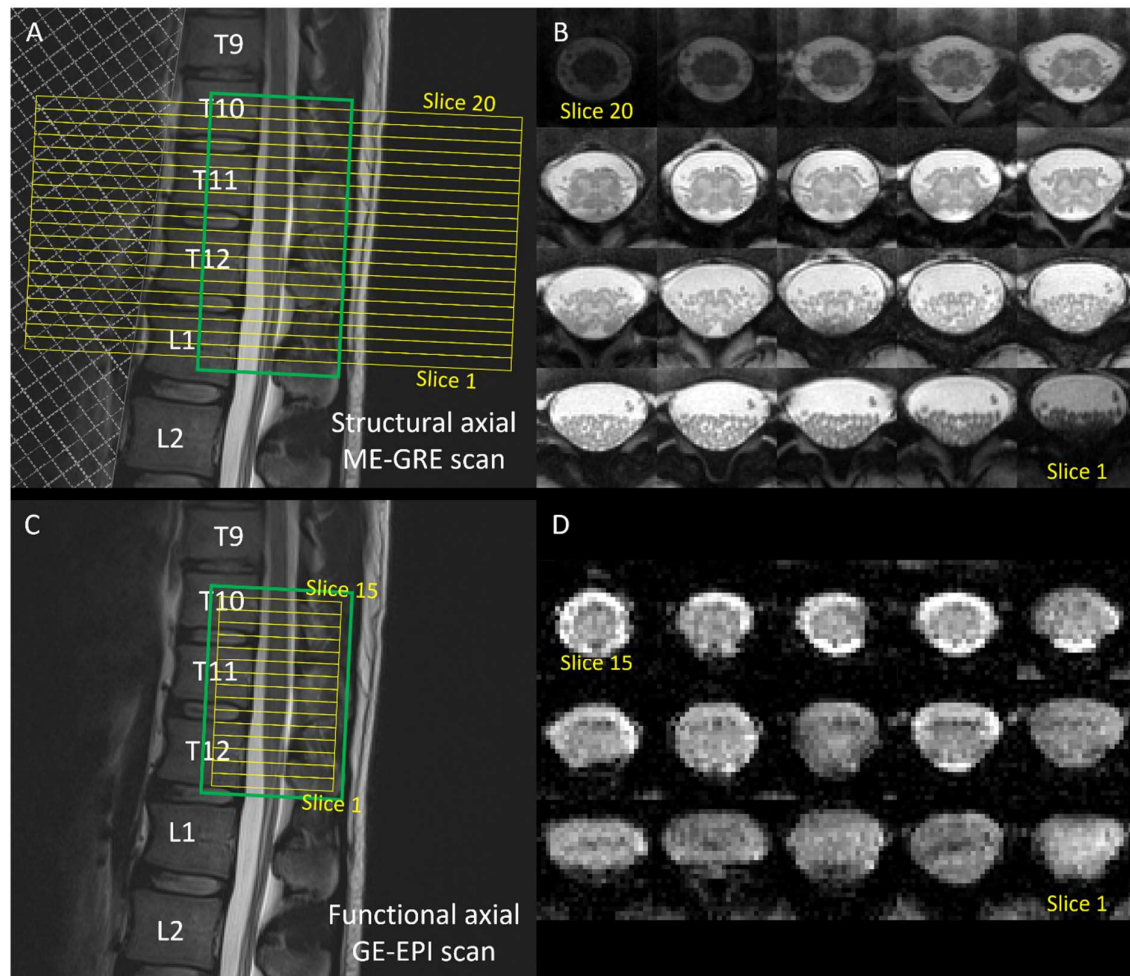 A
T9
T10
T11
T12
L1
L2
Slice 20
Slice 1
Structural axial
ME-GRE scan
B
Slice 20
Slice 1
C
T9
T10
T11
T12
L1
L2
Slice 15
Slice 1
Functional axial
GE-EPI scan
D
Slice 15
Slice 1